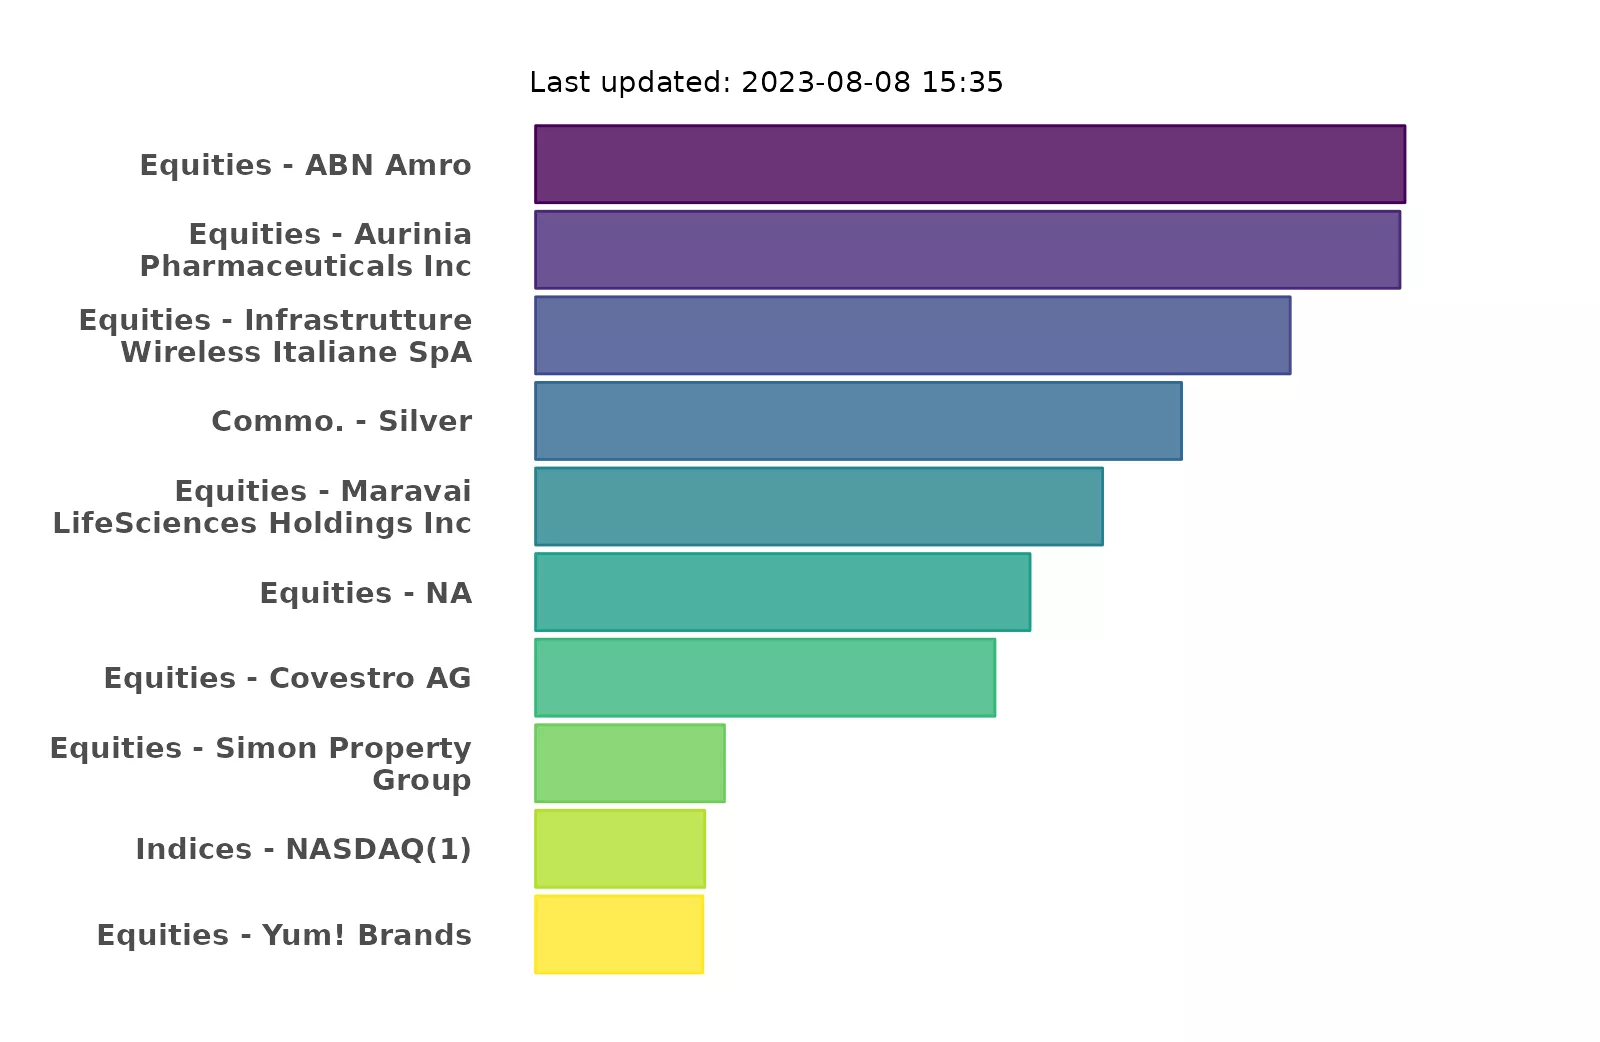 Last updated: 2023-08-08 15:35
Equities - ABN Amro
Equities - Aurinia
Pharmaceuticals Inc
Equities - Infrastrutture
Wireless Italiane SpA
Commo. - Silver
Equities - Maravai
LifeSciences Holdings Inc
Equities - NA
Equities - Covestro AG
Equities - Simon Property
Group
Indices - NASDAQ(1)
Equities - Yum! Brands